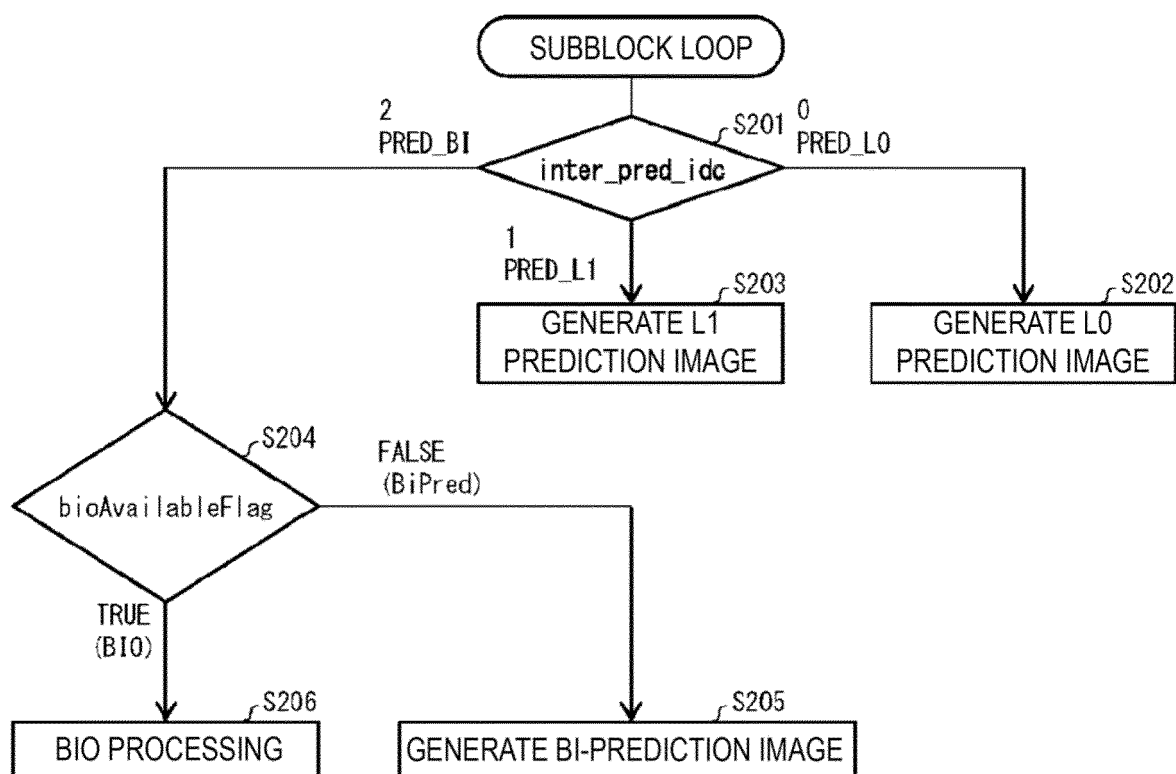 SUBBLOCK LOOP
2
PRED_BI
S201
0
PRED_L0
inter_pred_idc
1
PRED_L1
S203
GENERATE L1
PREDICTION IMAGE
S202
GENERATE L0
PREDICTION IMAGE
S204
bioAvailableFlag
FALSE
(BiPred)
TRUE
(BIO)
S206
BIO PROCESSING
S205
GENERATE BI-PREDICTION IMAGE